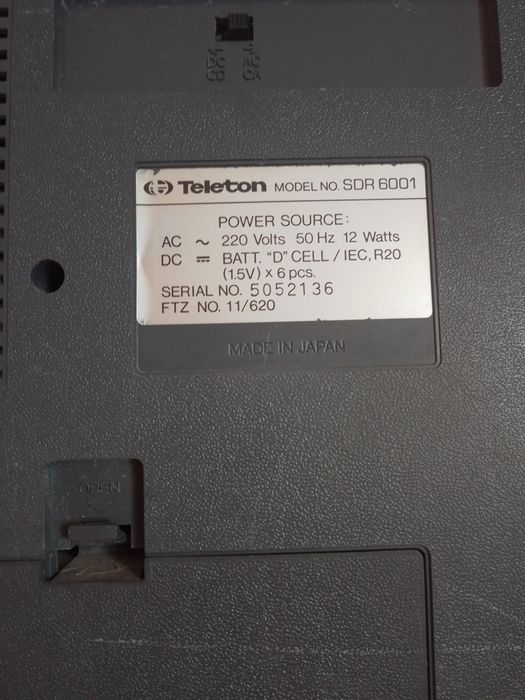 DC AC
CD CA
Teleton MODEL NO. SDR 6001
POWER SOURCE:
AC ~ 220 Volts 50 Hz 12 Watts
DC ⎓ BATT. "D" CELL / IEC, R20
(1.5V) x 6 pcs.
SERIAL NO. 5052136
FTZ NO. 11/620
MADE IN JAPAN
OPEN